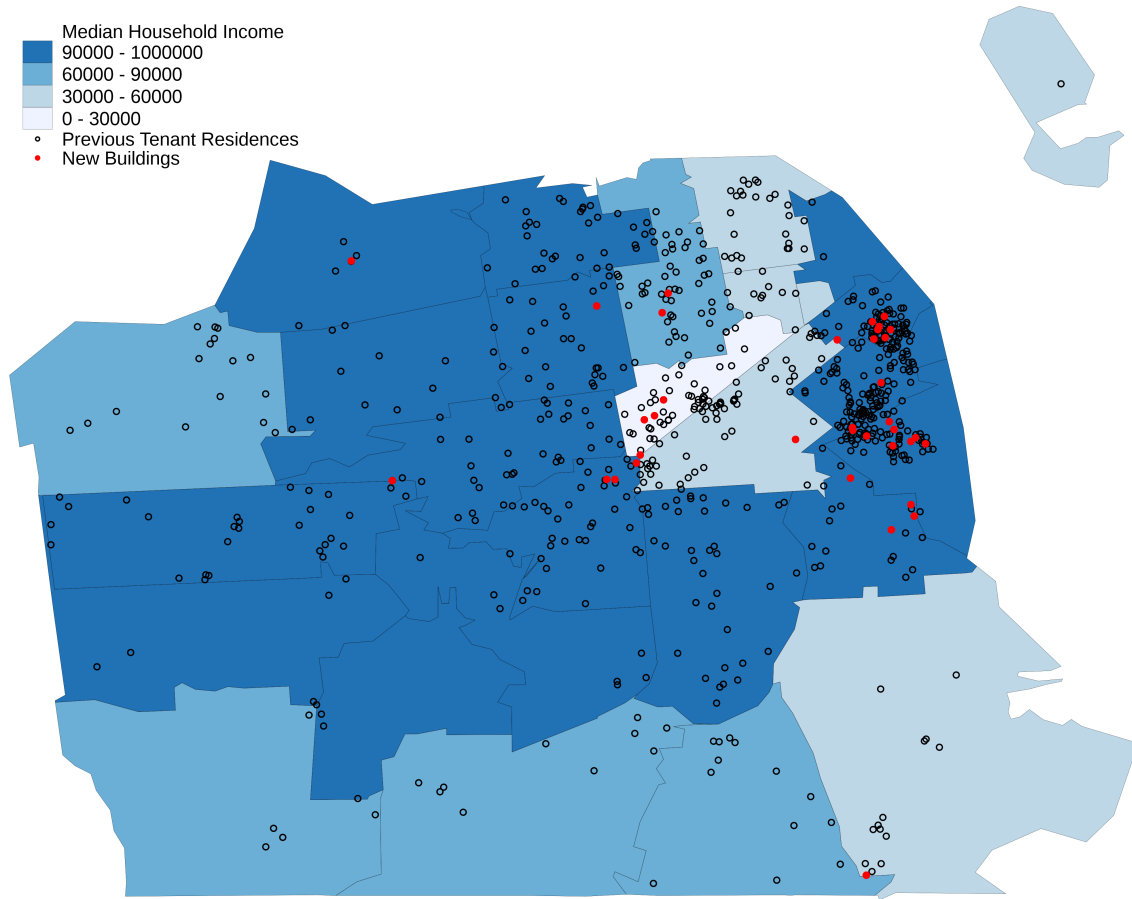 Median Household Income
90000 - 1000000
60000 - 90000
30000 - 60000
0 - 30000
Previous Tenant Residences
New Buildings